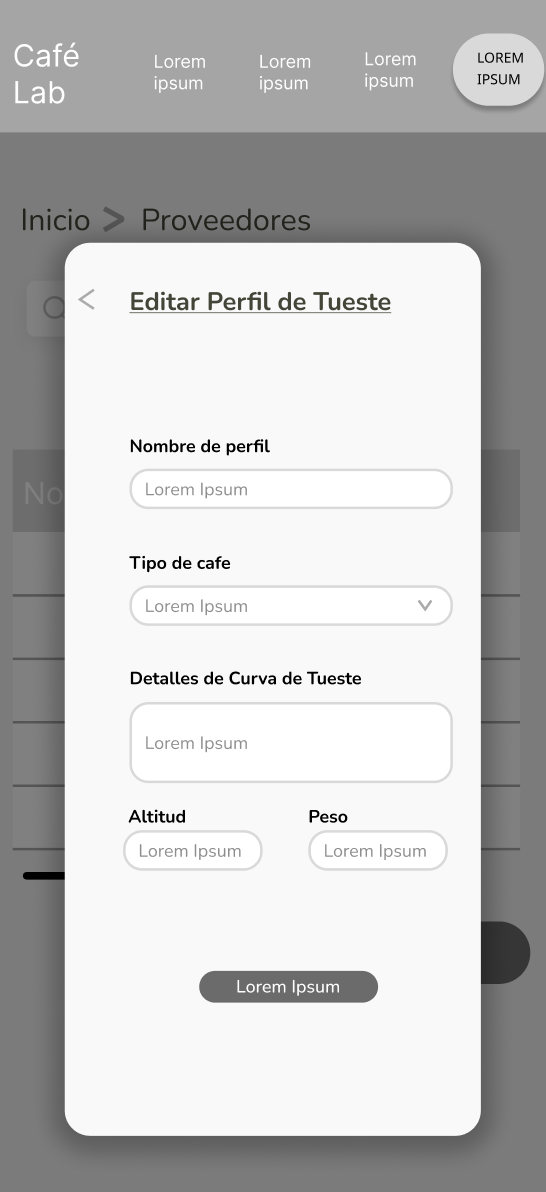 Café
Lab
Lorem
ipsum
Lorem
ipsum
Lorem
ipsum
LOREM
IPSUM
Inicio > Proveedores
Editar Perfil de Tueste
No
Nombre de perfil
Lorem Ipsum
Tipo de cafe
Lorem Ipsum
Detalles de Curva de Tueste
Lorem Ipsum
Altitud Peso
Lorem Ipsum Lorem Ipsum
Lorem Ipsum